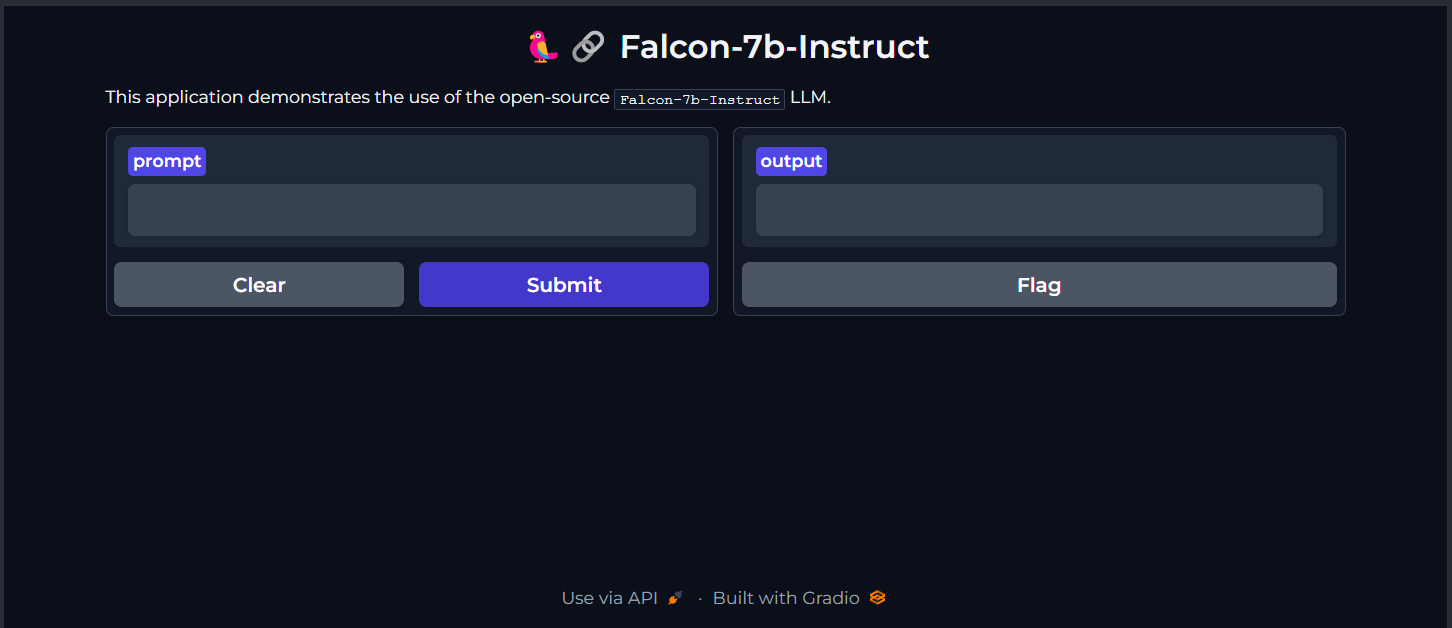 🦜 🔗 Falcon-7b-Instruct
This application demonstrates the use of the open-source Falcon-7b-Instruct LLM.
prompt
Clear
Submit
output
Flag
Use via API 🚀 · Built with Gradio